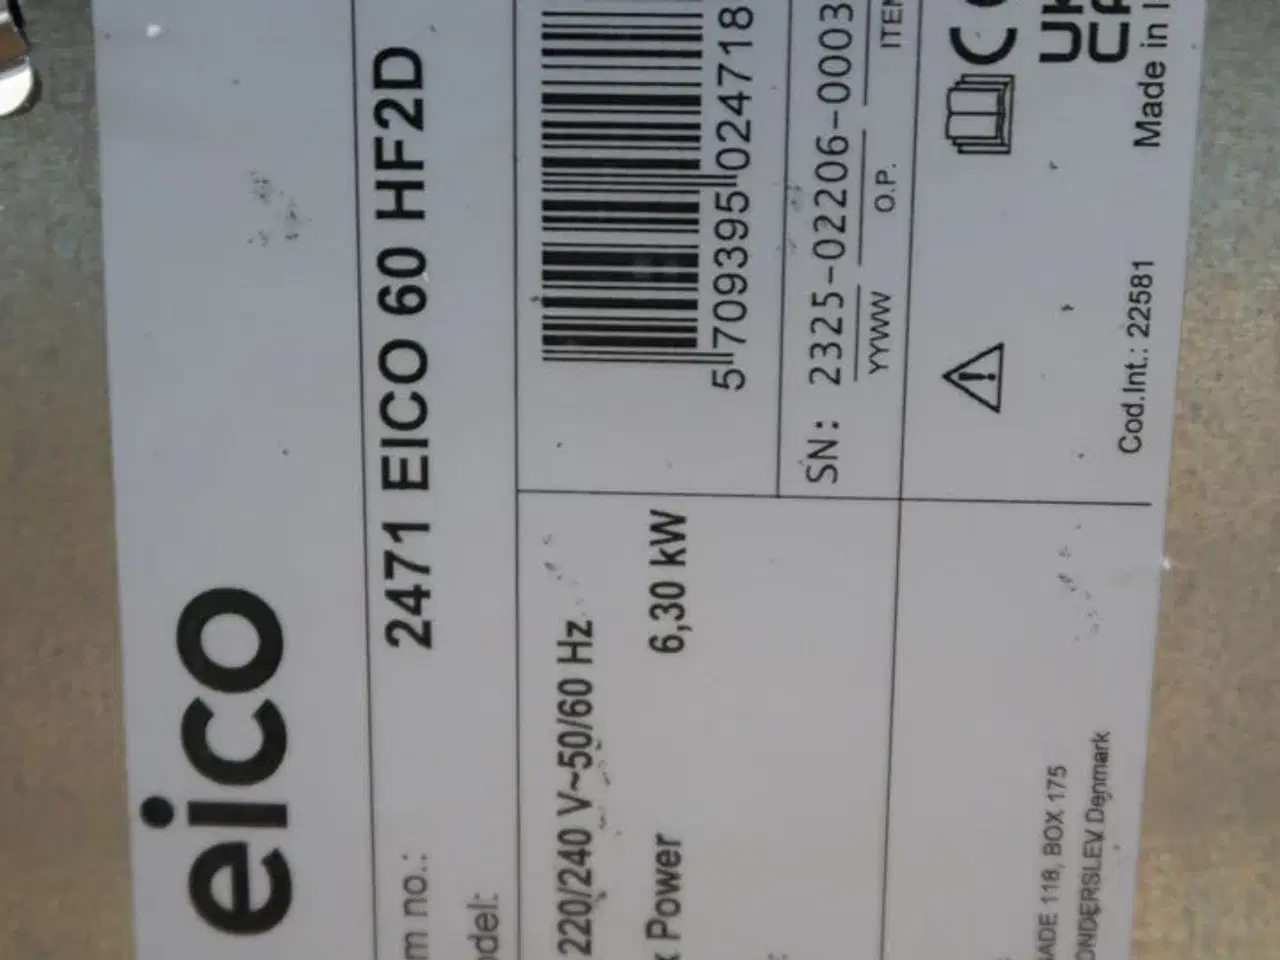 eico
m no.: 2471 EICO 60 HF2D
odel:
220/240 V~50/60 Hz
Power 6,30 kW
5 709395 024718
SN: 2325-02206-0003
YYWW O.P. ITEM
CE
UK
CA
ADE 118, BOX 175
ONDERSLEV Denmark
Cod.Int.: 22581
Made in